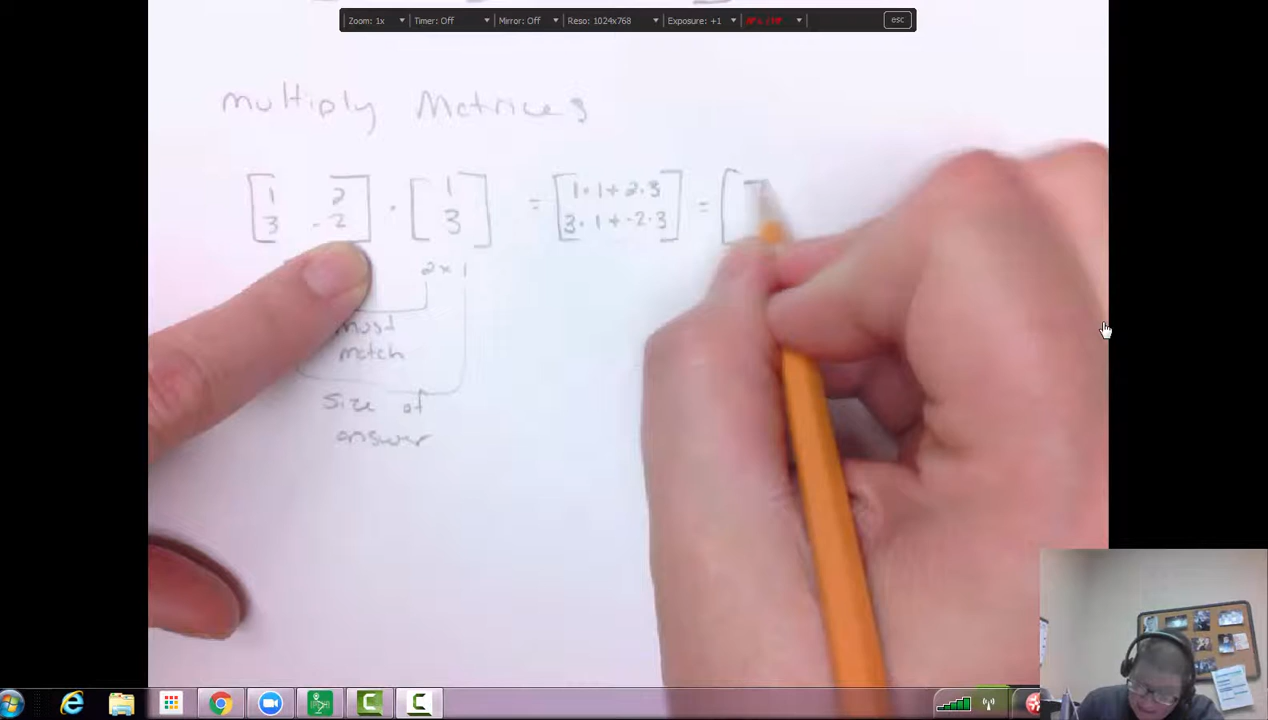 Zoom: 1x Timer: Off Mirror: Off Reso: 1024x768 Exposure: +1 esc
multiply Matrices
[1 2 · [1 = [1·1+2·3 = [7
3 -2] 3] 3·1+-2·3]
2×1
must
match
size of
answer